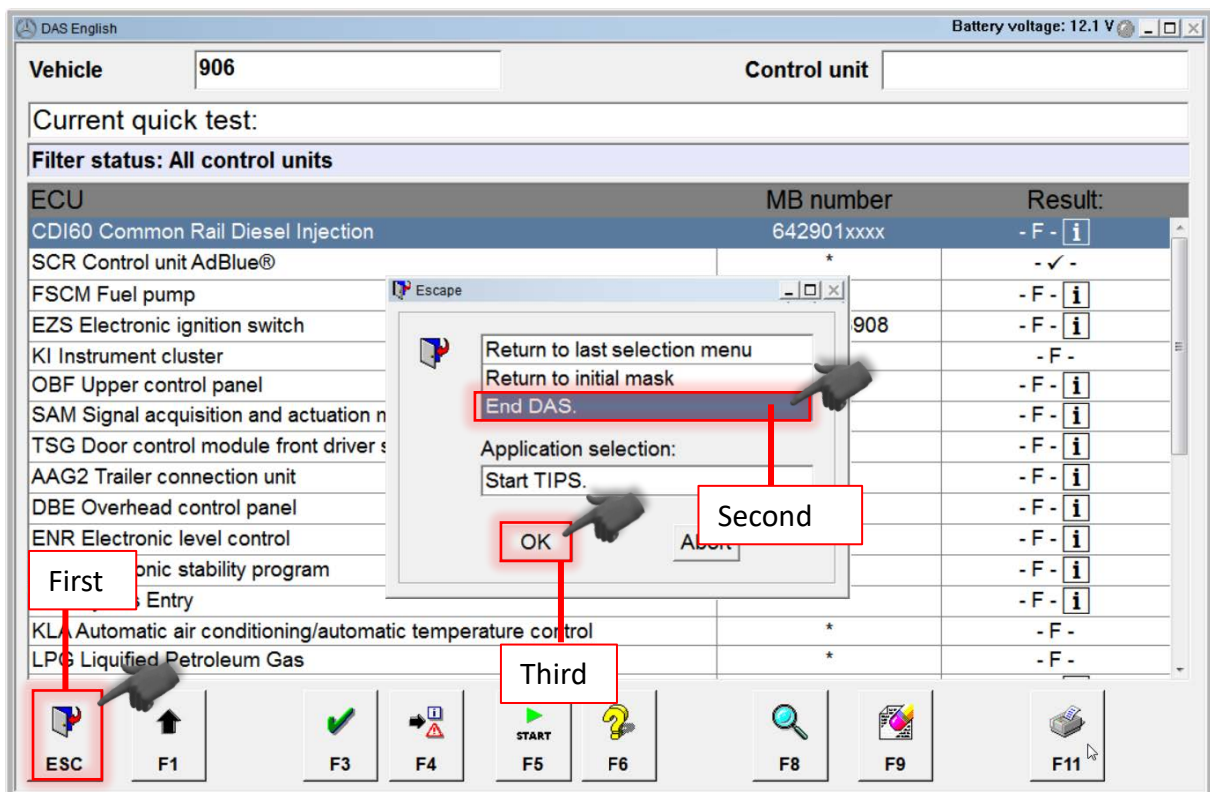 DAS English Battery voltage: 12.1 V
Vehicle 906 Control unit
Current quick test:
Filter status: All control units
ECU MB number Result:
CDI60 Common Rail Diesel Injection 642901xxxx - F - i
SCR Control unit AdBlue® * - ✓ -
FSCM Fuel pump - F - i
EZS Electronic ignition switch 908 - F - i
KI Instrument cluster - F -
OBF Upper control panel - F - i
SAM Signal acquisition and actuation - F - i
TSG Door control module front driver - F - i
AAG2 Trailer connection unit - F - i
DBE Overhead control panel - F - i
ENR Electronic level control - F - i
stability program - F - i
Entry - F - i
KLA Automatic air conditioning/automatic temperature control * - F -
LPG Liquified Petroleum Gas * - F -
Escape
Return to last selection menu
Return to initial mask
End DAS.
Application selection:
Start TIPS.
OK
First
Second
Third
START
ESC F1 F3 F4 F5 F6 F8 F9 F11